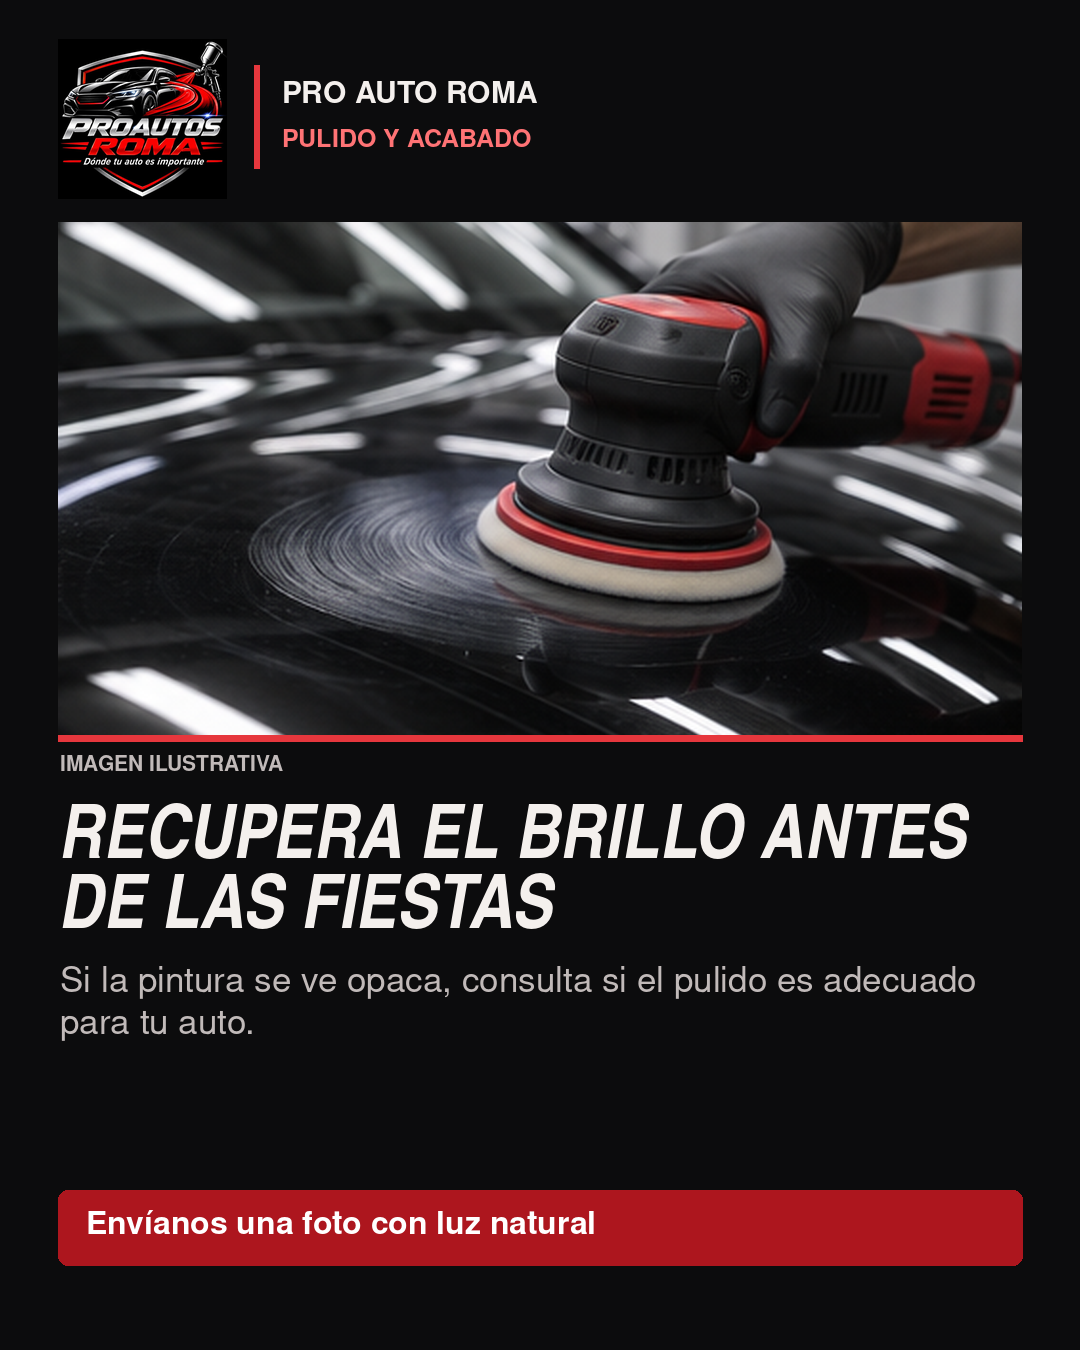 PROAUTOS
ROMA
Dónde tu auto es importante
PRO AUTO ROMA
PULIDO Y ACABADO
IMAGEN ILUSTRATIVA
RECUPERA EL BRILLO ANTES
DE LAS FIESTAS
Si la pintura se ve opaca, consulta si el pulido es adecuado
para tu auto.
Envíanos una foto con luz natural